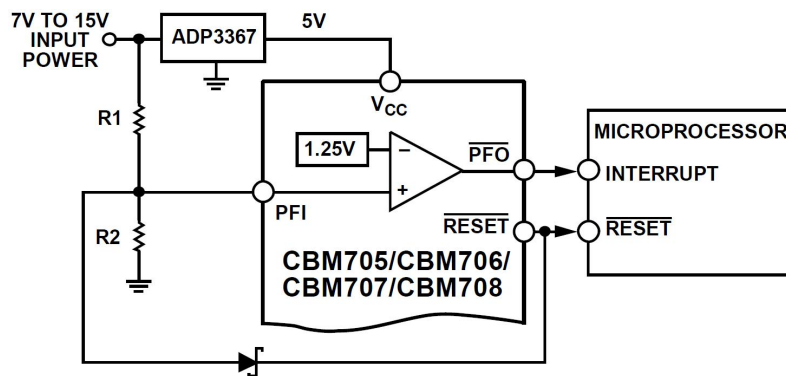 7V TO 15V
INPUT
POWER
ADP3367
5V
R1
R2
VCC
1.25V
−
+
PFI
PFO
RESET
CBM705/CBM706/
CBM707/CBM708
MICROPROCESSOR
INTERRUPT
RESET